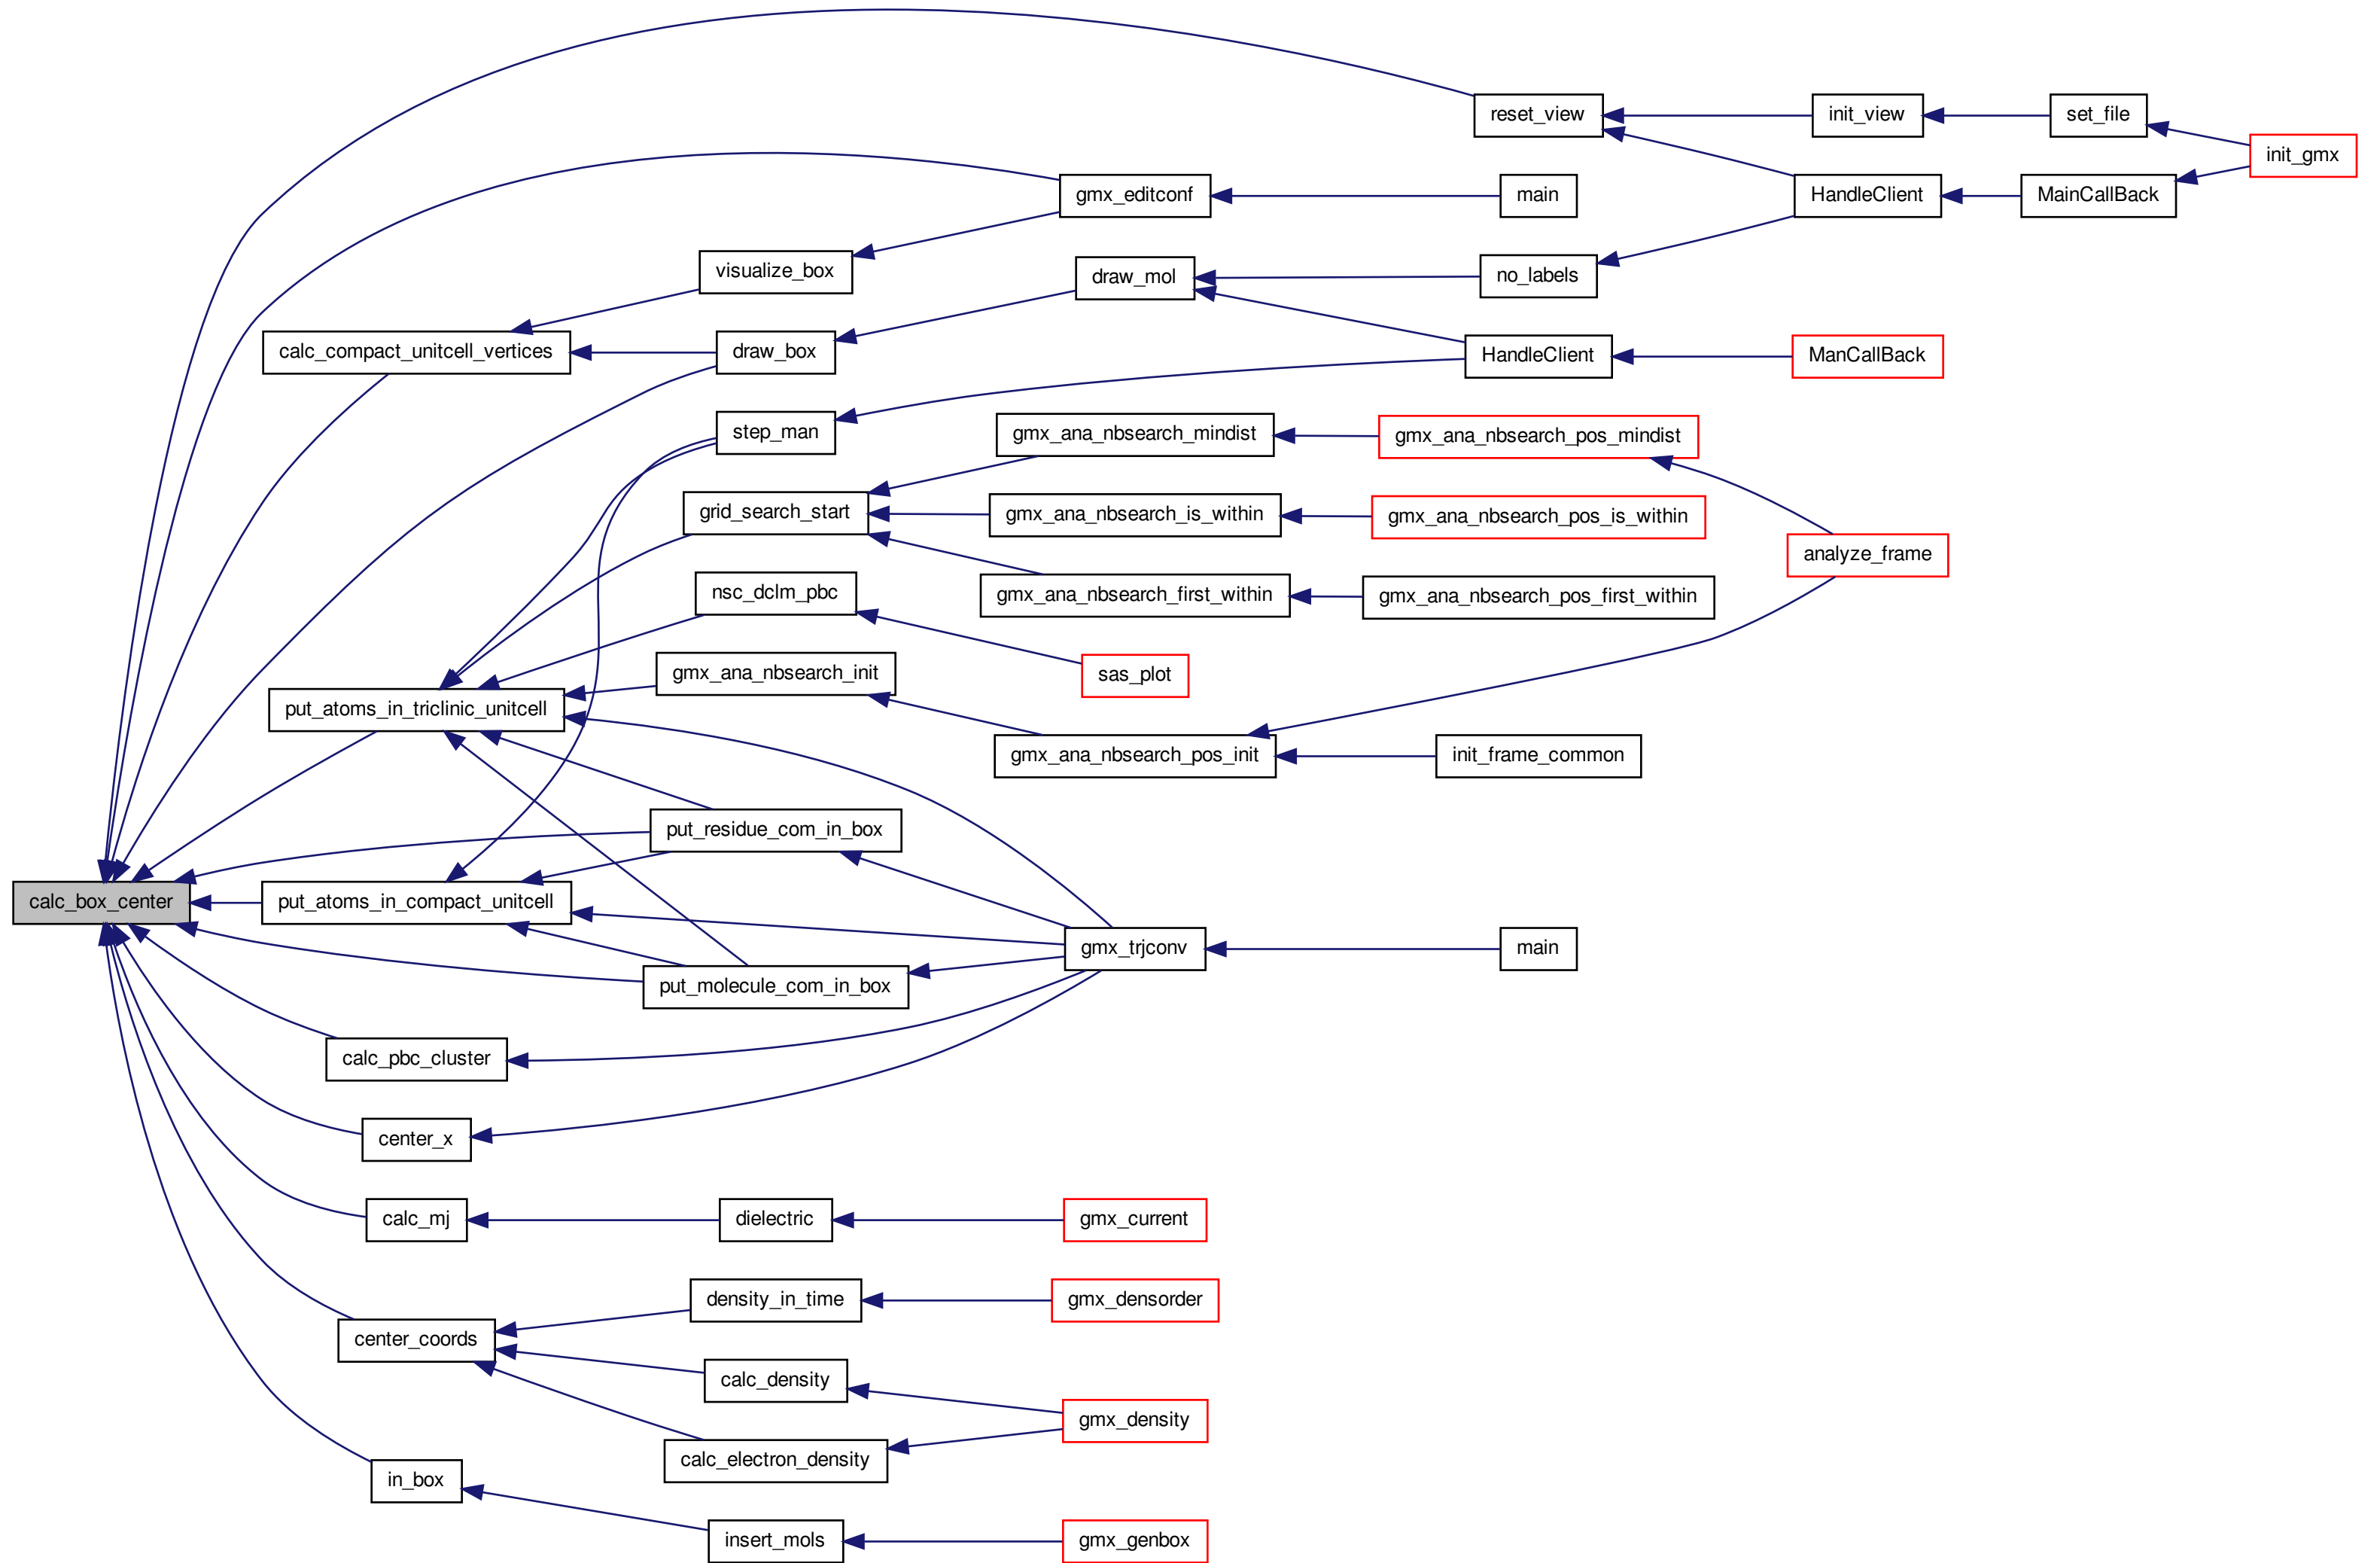 reset_view
init_view
set_file
init_gmx
gmx_editconf
main
HandleClient
MainCallBack
visualize_box
draw_mol
no_labels
calc_compact_unitcell_vertices
draw_box
HandleClient
ManCallBack
step_man
gmx_ana_nbsearch_mindist
gmx_ana_nbsearch_pos_mindist
grid_search_start
gmx_ana_nbsearch_is_within
gmx_ana_nbsearch_pos_is_within
analyze_frame
nsc_dclm_pbc
gmx_ana_nbsearch_first_within
gmx_ana_nbsearch_pos_first_within
gmx_ana_nbsearch_init
sas_plot
put_atoms_in_triclinic_unitcell
gmx_ana_nbsearch_pos_init
init_frame_common
put_residue_com_in_box
calc_box_center
put_atoms_in_compact_unitcell
gmx_trjconv
main
put_molecule_com_in_box
calc_pbc_cluster
center_x
calc_mj
dielectric
gmx_current
density_in_time
gmx_densorder
center_coords
calc_density
gmx_density
calc_electron_density
in_box
insert_mols
gmx_genbox